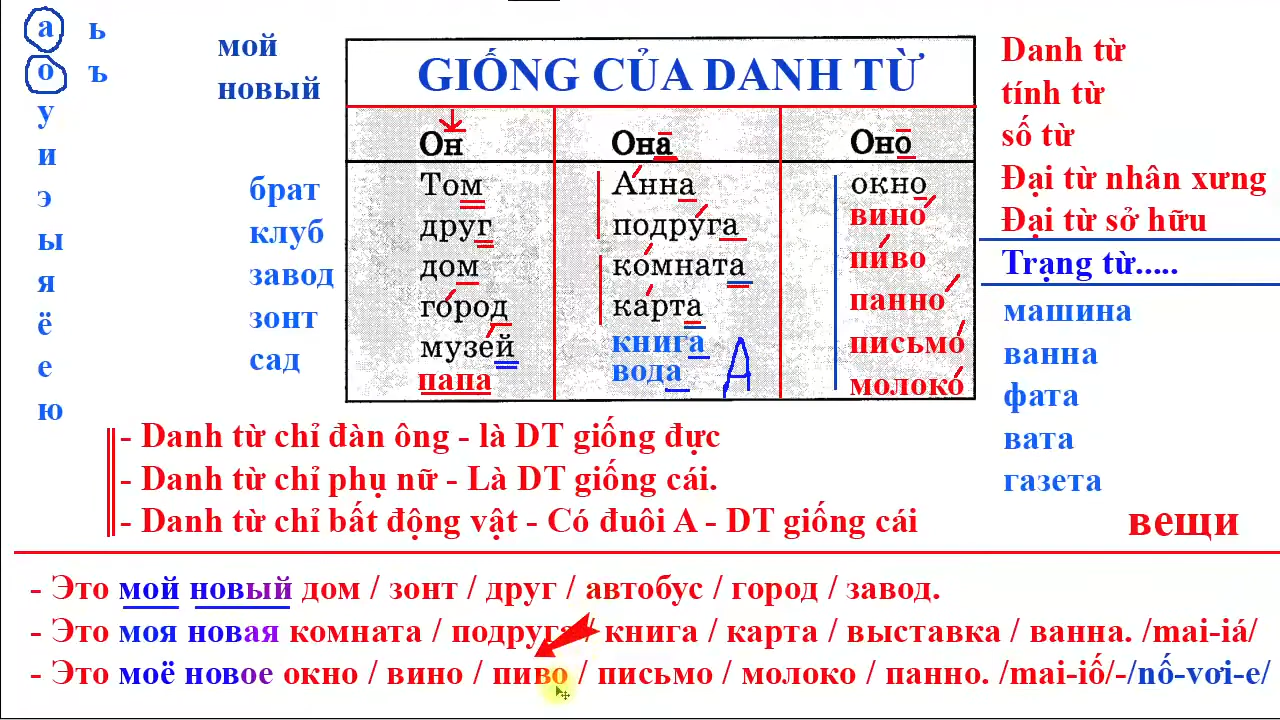 а ь
о ъ
у
и
э
ы
я
ё
е
ю
мой
новый
брат
клуб
завод
зонт
сад
GIỐNG CỦA DANH TỪ
Он Она Оно
Том Анна окно
друг подруга вино
дом комната пиво
город карта панно
музей книга письмо
папа вода молоко
А
Danh từ
tính từ
số từ
Đại từ nhân xưng
Đại từ sở hữu
Trạng từ.....
машина
ванна
фата
вата
газета
- Danh từ chỉ đàn ông - là DT giống đực
- Danh từ chỉ phụ nữ - Là DT giống cái.
- Danh từ chỉ bất động vật - Có đuôi A - DT giống cái
вещи
- Это мой новый дом / зонт / друг / автобус / город / завод.
- Это моя новая комната / подруга / книга / карта / выставка / ванна. /mai-iá/
- Это моё новое окно / вино / пиво / письмо / молоко / панно. /mai-iố/-/nố-vơi-e/